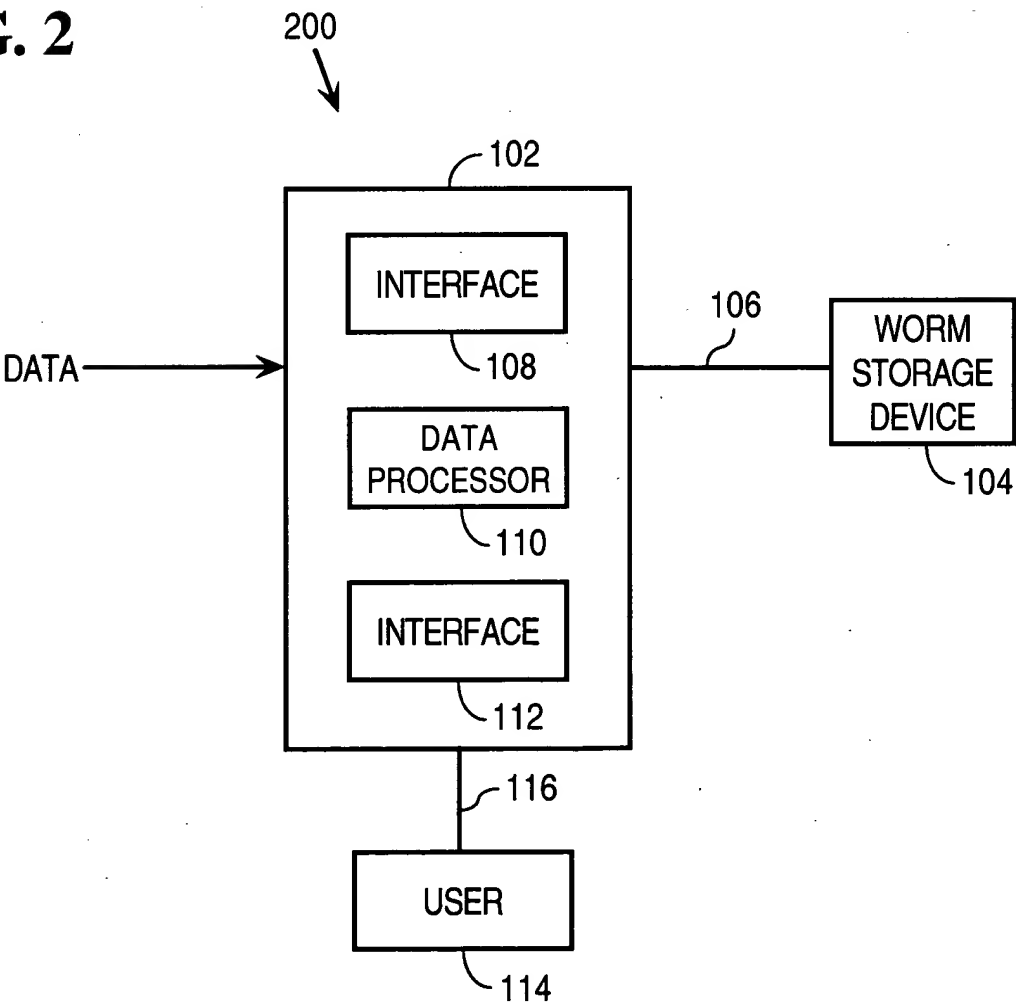 G. 2
200
102
INTERFACE
108
106
WORM
STORAGE
DEVICE
104
DATA
DATA
PROCESSOR
110
INTERFACE
112
116
USER
114